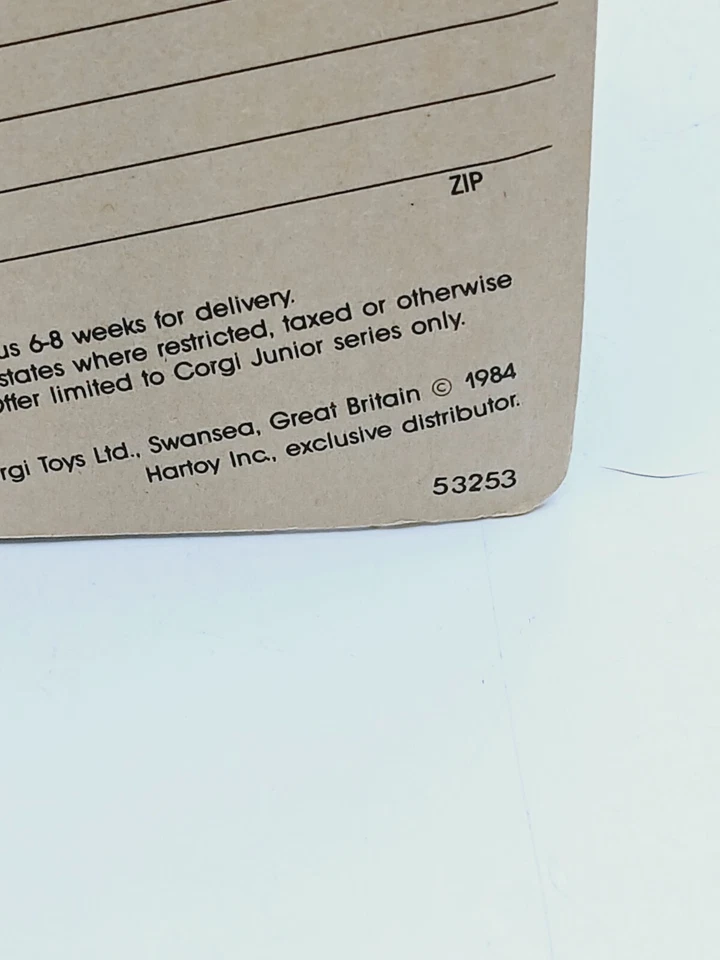 ZIP
us 6-8 weeks for delivery.
states where restricted, taxed or otherwise
offer limited to Corgi Junior series only.
rgi Toys Ltd., Swansea, Great Britain © 1984
Hartoy Inc., exclusive distributor.
53253